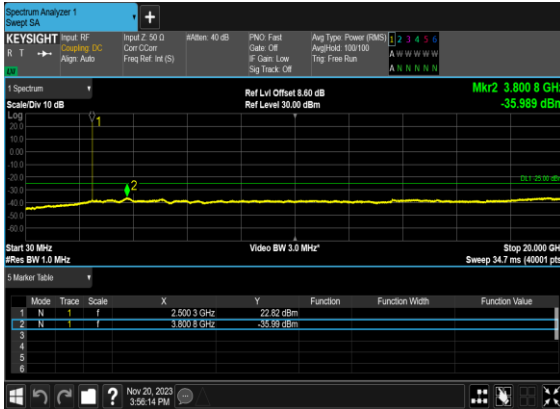 Spectrum Analyzer 1
Swept SA
+
KEYSIGHT Input: RF Input Z: 50 Ω #Atten: 40 dB PNO: Fast Avg Type: Power (RMS) 1 2 3 4 5 6
R T Coupling: DC Corr CCorr Gate: Off Avg|Hold: 100/100 A W W W W W
Align: Auto Freq Ref: Int (S) IF Gain: Low Trig: Free Run
LW Sig Track: Off A N N N N N
1 Spectrum Ref Lvl Offset 8.60 dB Mkr2 3.800 8 GHz
Scale/Div 10 dB Ref Level 30.00 dBm -35.989 dBm
Log
20.0
10.0
0.00
-10.0
-20.0
-30.0
-40.0
-50.0
-60.0
1
2
DL1 -25.00 dBm
Start 30 MHz Video BW 3.0 MHz* Stop 20.000 GHz
#Res BW 1.0 MHz Sweep 34.7 ms (40001 pts)
5 Marker Table
Mode Trace Scale X Y Function Function Width Function Value
1 N 1 f 2.500 3 GHz 22.82 dBm
2 N 1 f 3.800 8 GHz -35.99 dBm
3
4
5
6
? Nov 20, 2023
3:56:14 PM